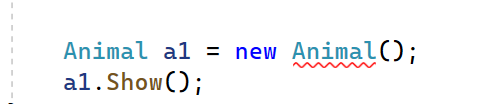 Animal a1 = new Animal();
a1.Show();